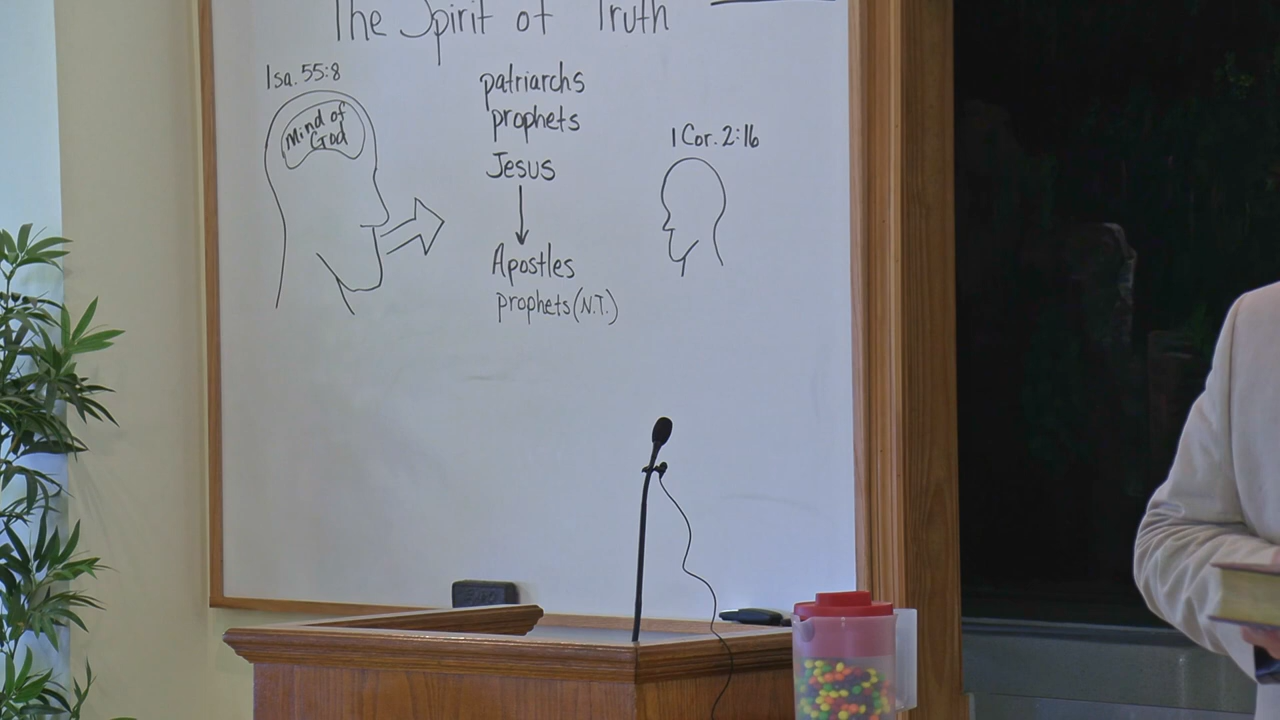 The Spirit of Truth
Isa. 55:8
Mind of
God
patriarchs
prophets
Jesus
Apostles
prophets (N.T.)
1 Cor. 2:16